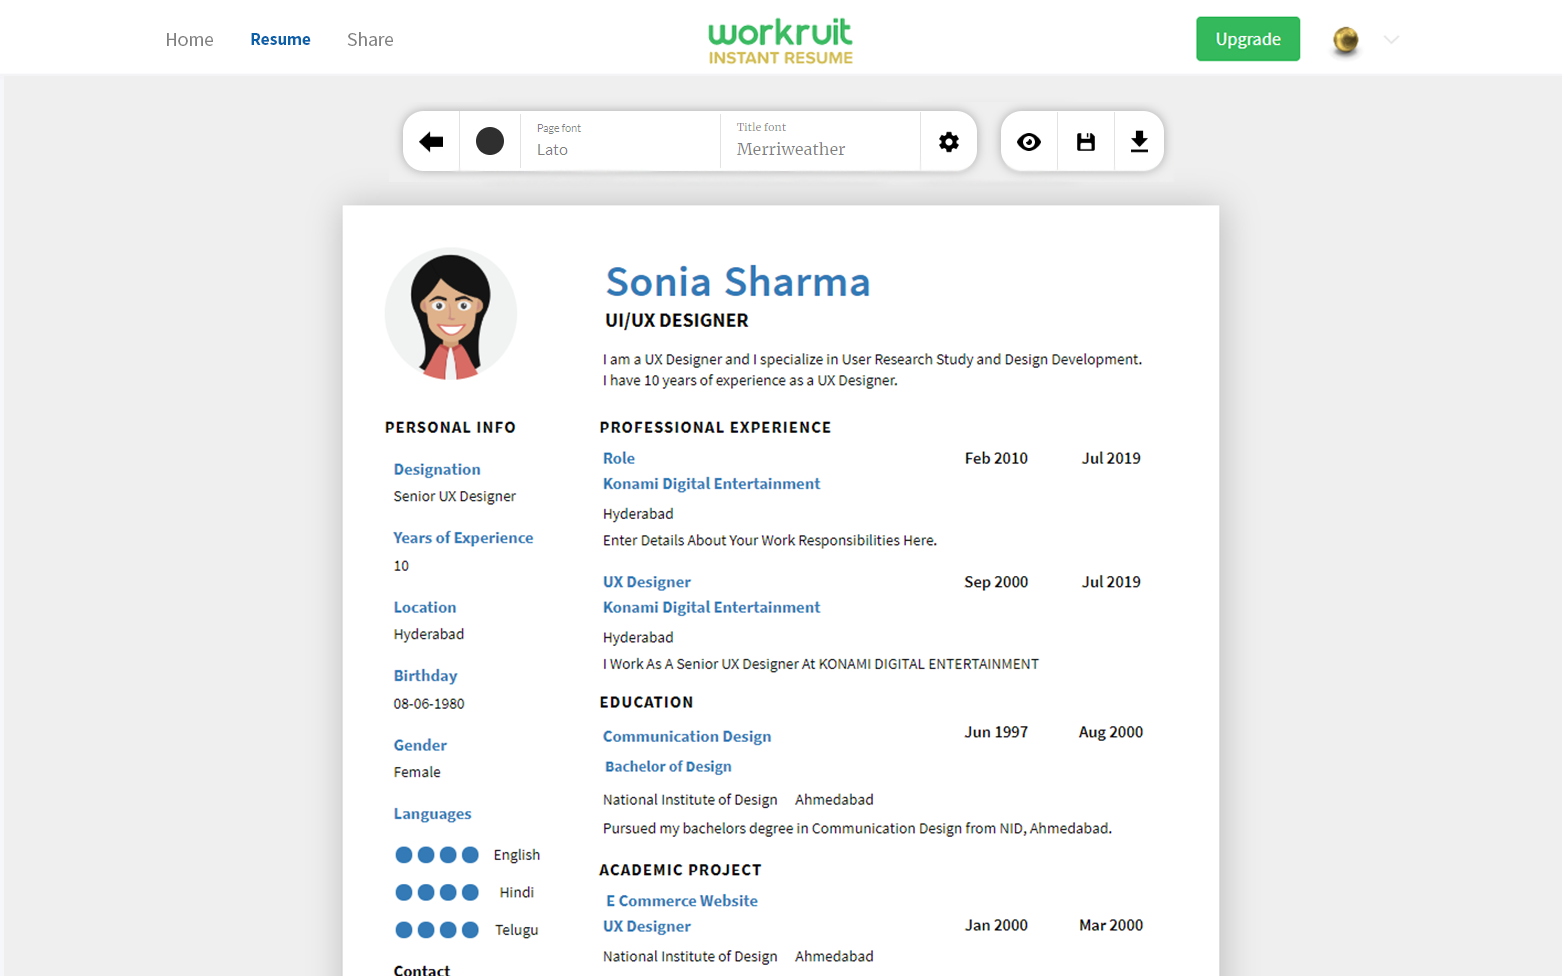 Home Resume Share
workruit
INSTANT RESUME
Upgrade
Page font
Lato
Title font
Merriweather
Sonia Sharma
UI/UX DESIGNER
I am a UX Designer and I specialize in User Research Study and Design Development.
I have 10 years of experience as a UX Designer.
PERSONAL INFO
Designation
Senior UX Designer
Years of Experience
10
Location
Hyderabad
Birthday
08-06-1980
Gender
Female
Languages
English
Hindi
Telugu
Contact
PROFESSIONAL EXPERIENCE
Role Feb 2010 Jul 2019
Konami Digital Entertainment
Hyderabad
Enter Details About Your Work Responsibilities Here.
UX Designer Sep 2000 Jul 2019
Konami Digital Entertainment
Hyderabad
I Work As A Senior UX Designer At KONAMI DIGITAL ENTERTAINMENT
EDUCATION
Communication Design Jun 1997 Aug 2000
Bachelor of Design
National Institute of Design Ahmedabad
Pursued my bachelors degree in Communication Design from NID, Ahmedabad.
ACADEMIC PROJECT
E Commerce Website
UX Designer Jan 2000 Mar 2000
National Institute of Design Ahmedabad